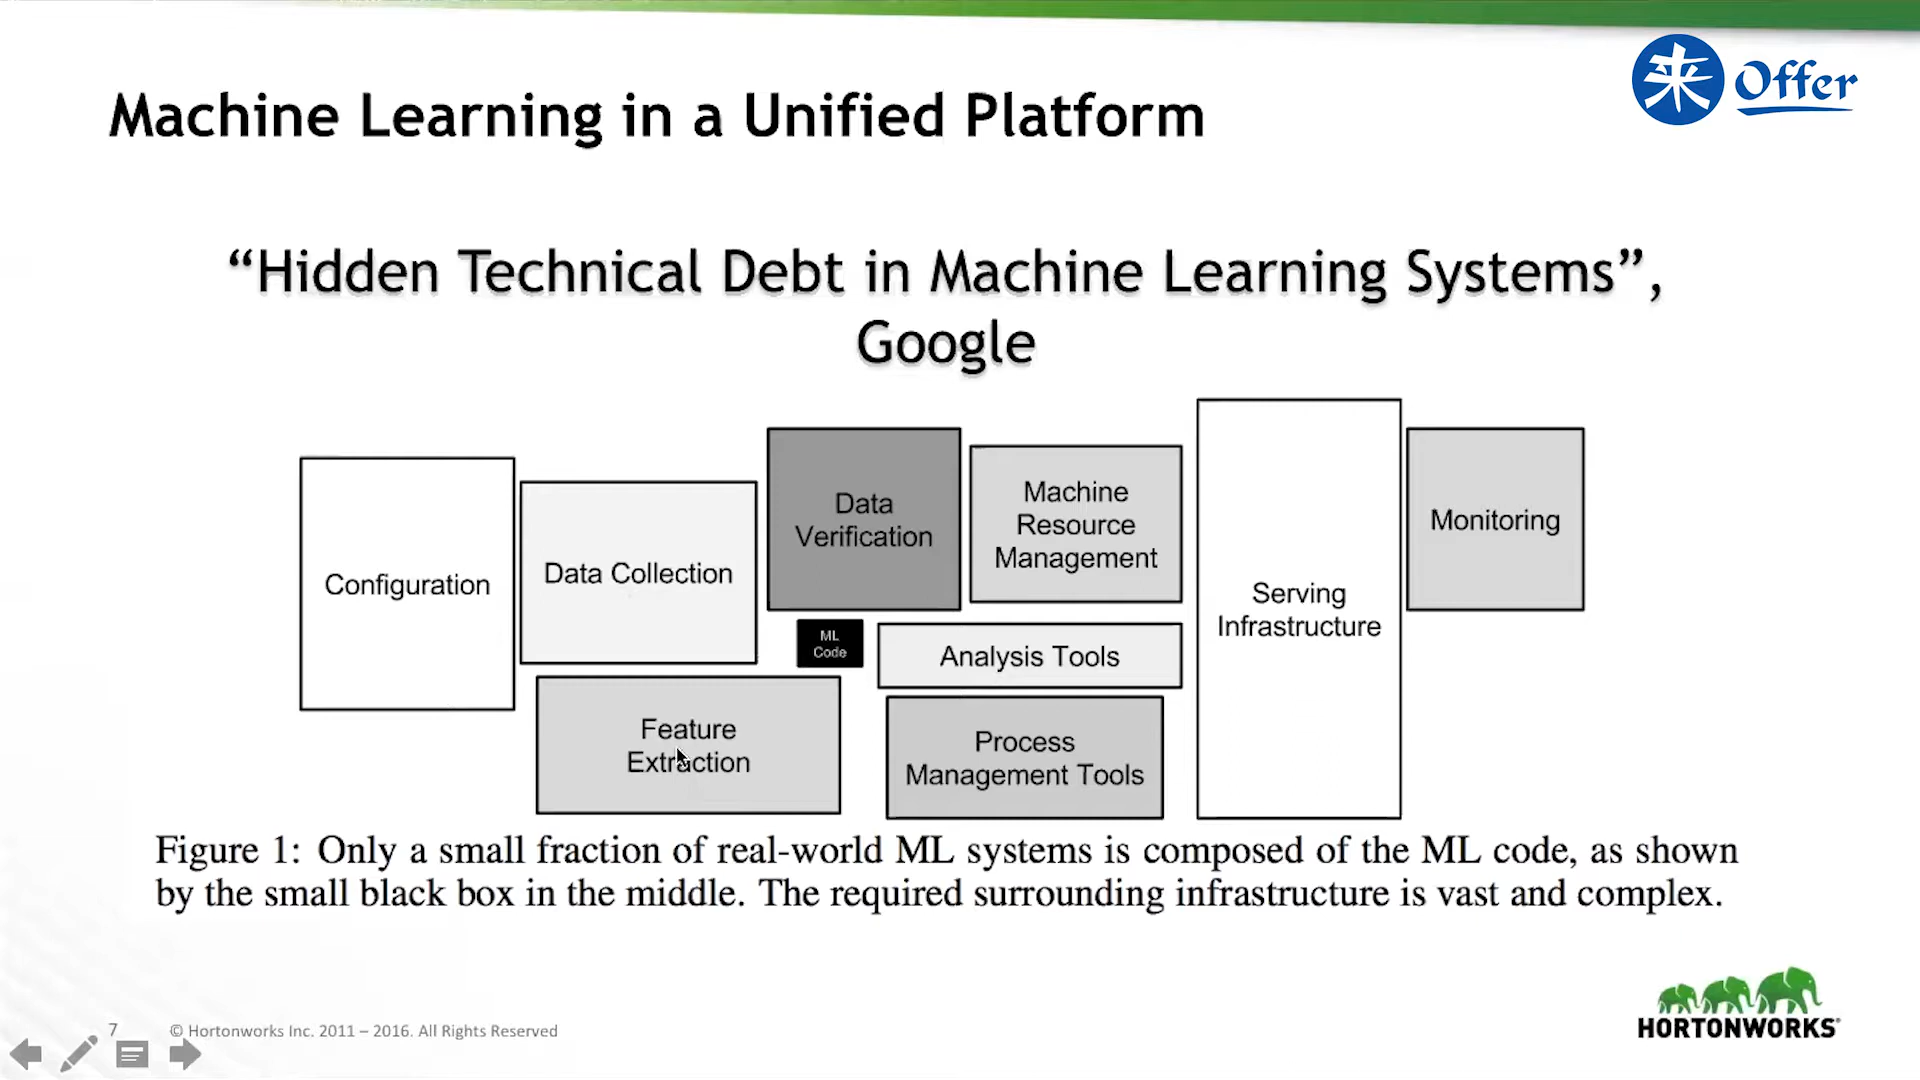 来 Offer
Machine Learning in a Unified Platform
“Hidden Technical Debt in Machine Learning Systems”,
Google
Configuration
Data Collection
Data
Verification
Machine
Resource
Management
Serving
Infrastructure
Monitoring
ML
Code
Analysis Tools
Feature
Extraction
Process
Management Tools
Figure 1: Only a small fraction of real-world ML systems is composed of the ML code, as shown
by the small black box in the middle. The required surrounding infrastructure is vast and complex.
7
© Hortonworks Inc. 2011 – 2016. All Rights Reserved
HORTONWORKS